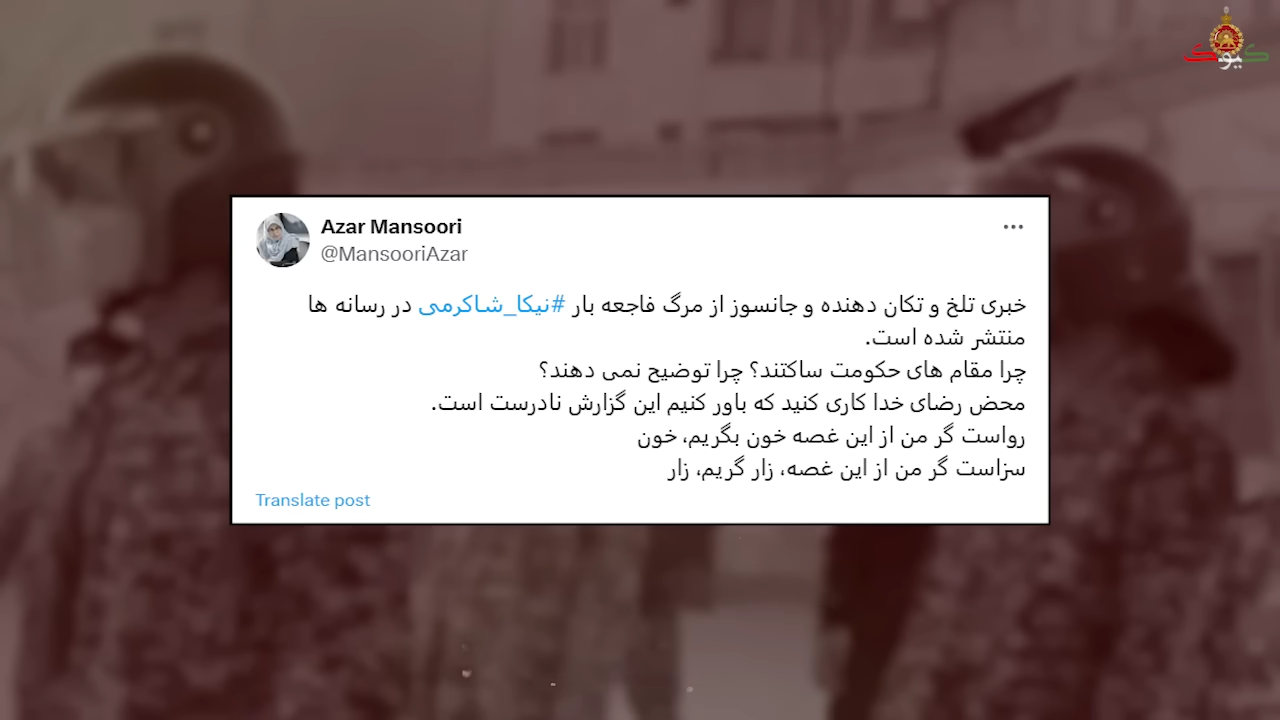 کیوک
Azar Mansoori
@MansooriAzar
خبری تلخ و تکان دهنده و جانسوز از مرگ فاجعه بار #نیکا_شاکرمی در رسانه ها
منتشر شده است.
چرا مقام های حکومت ساکتند؟ چرا توضیح نمی دهند؟
محض رضای خدا کاری کنید که باور کنیم این گزارش نادرست است.
رواست گر من از این غصه خون بگریم، خون
سزاست گر من از این غصه، زار گریم، زار
Translate post